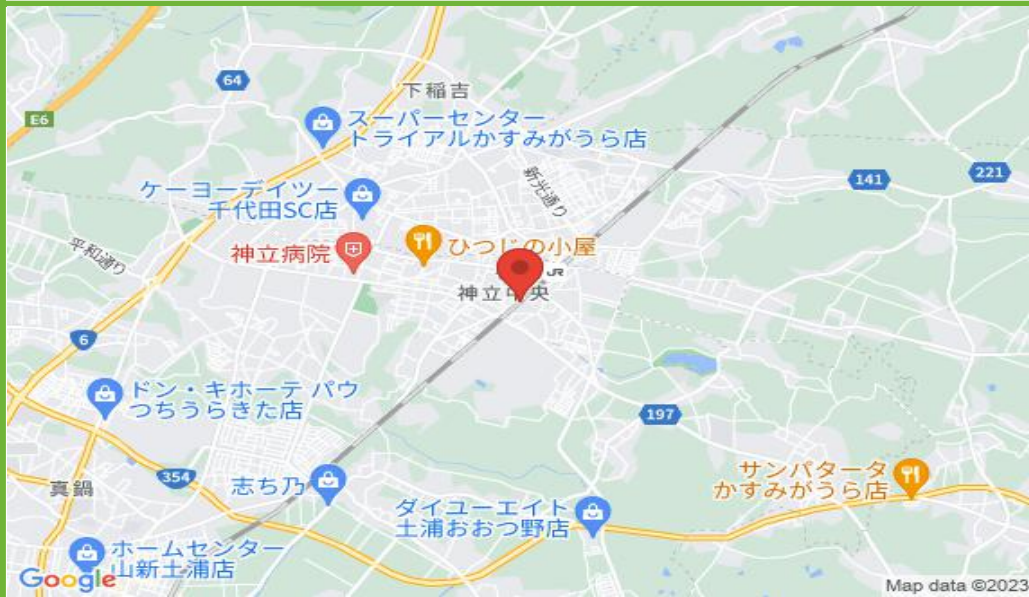 64
下稲吉
E6
スーパーセンター
トライアルかすみがうら店
新光通り
141
221
ケーヨーデイツー
千代田SC店
平和通り
神立病院
ひつじの小屋
JR
神立中央
6
ドン・キホーテ パウ
つちうらきた店
197
354
真鍋
志ち乃
サンパタータ
かすみがうら店
ダイユーエイト
土浦おおつ野店
ホームセンター
山新土浦店
Google
Map data ©2023